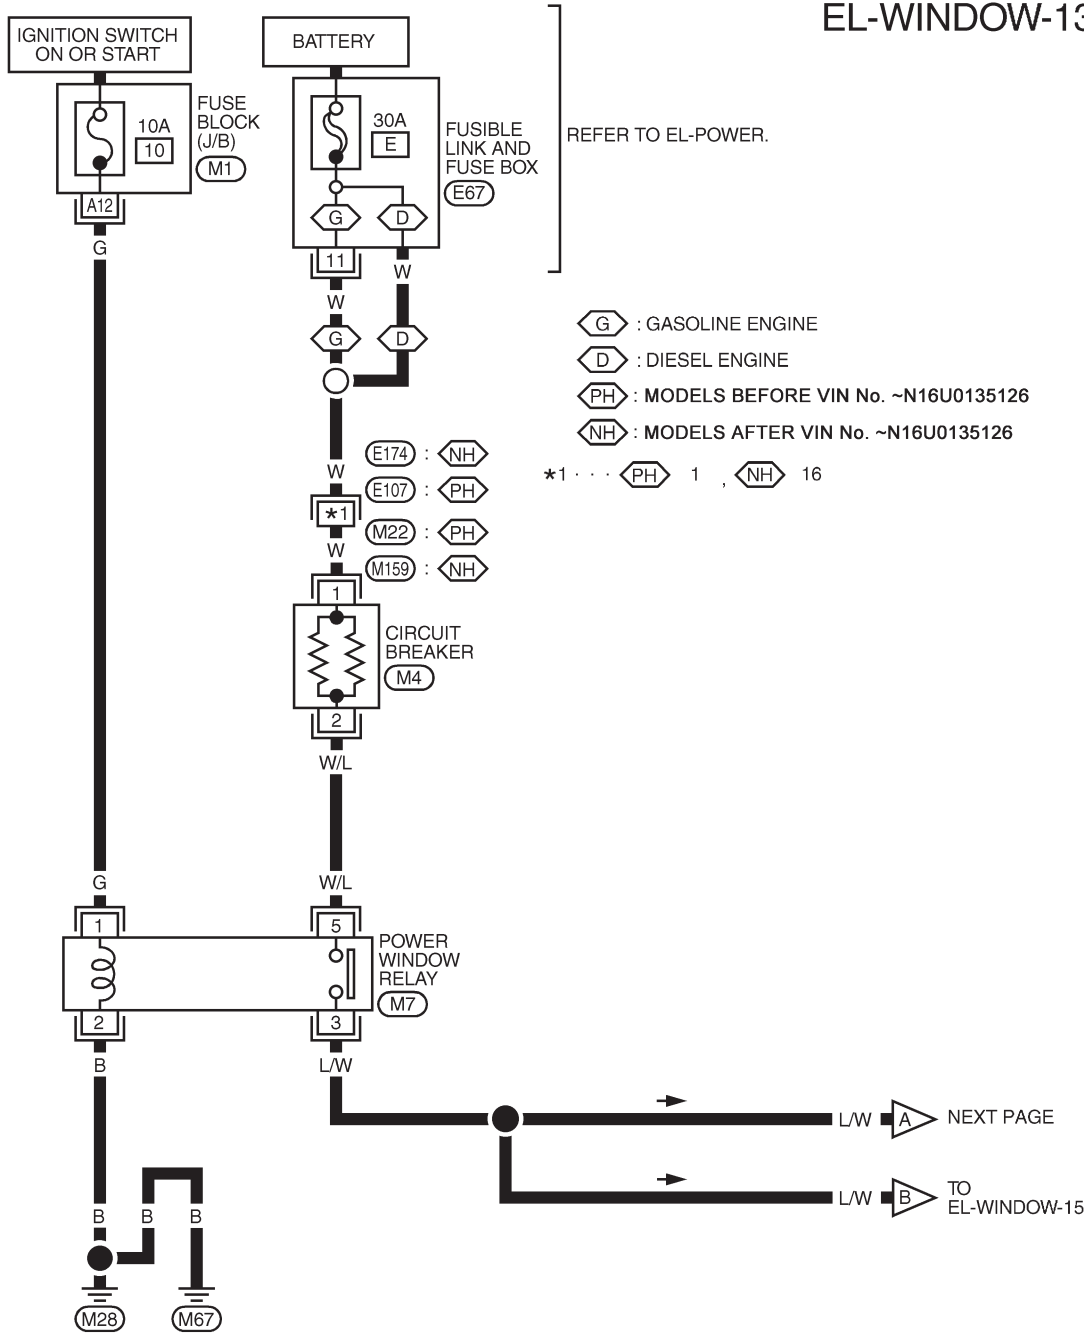 EL-WINDOW-13
IGNITION SWITCH
ON OR START
BATTERY
10A
10
FUSE
BLOCK
(J/B)
M1
30A
E
FUSIBLE
LINK AND
FUSE BOX
E67
REFER TO EL-POWER.
A12
G
G D
11
W
W
G D
G : GASOLINE ENGINE
D : DIESEL ENGINE
PH : MODELS BEFORE VIN No. ~N16U0135126
NH : MODELS AFTER VIN No. ~N16U0135126
*1 · · · PH 1 , NH 16
W
E174 : NH
E107 : PH
*1
M22 : PH
W
M159 : NH
1
CIRCUIT
BREAKER
M4
2
W/L
G
W/L
1
5
POWER
WINDOW
RELAY
M7
2
3
B
L/W
L/W A NEXT PAGE
L/W B TO
EL-WINDOW-15
B B B
M28 M67